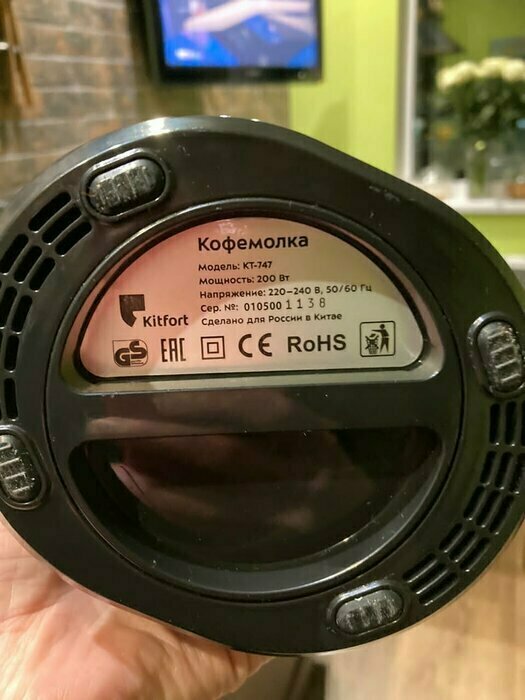 Кофемолка
Модель: КТ-747
Мощность: 200 Вт
Напряжение: 220–240 В, 50/60 Гц
Сер. №: 010500 1138
Сделано для России в Китае
Kitfort
GS EAC CE RoHS